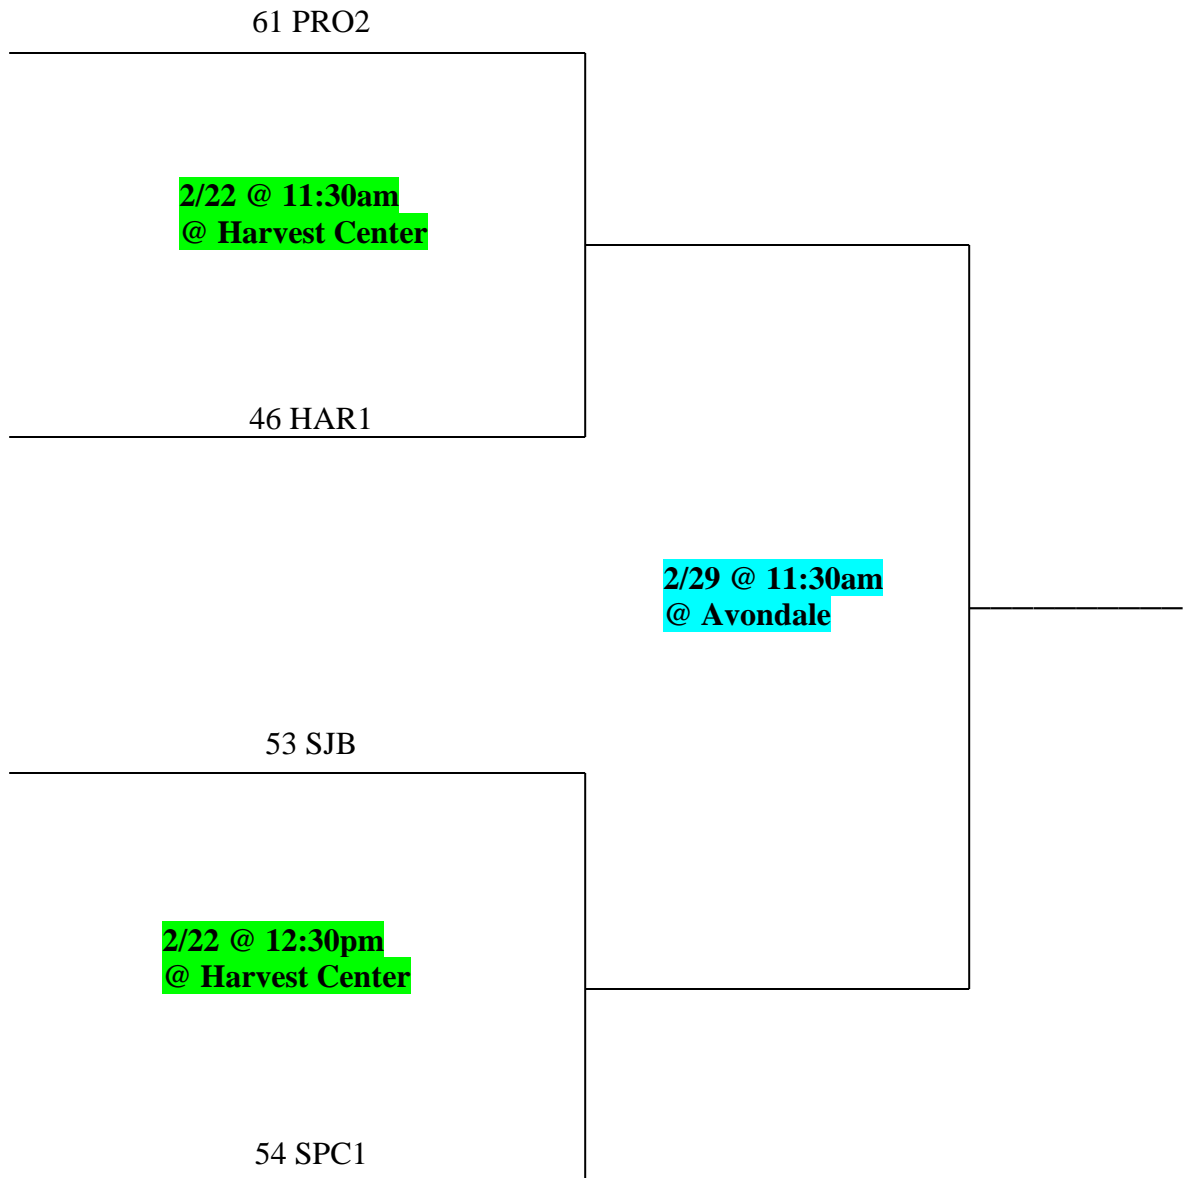 61 PRO2
2/22 @ 11:30am
@ Harvest Center
46 HAR1
2/29 @ 11:30am
@ Avondale
53 SJB
2/22 @ 12:30pm
@ Harvest Center
54 SPC1